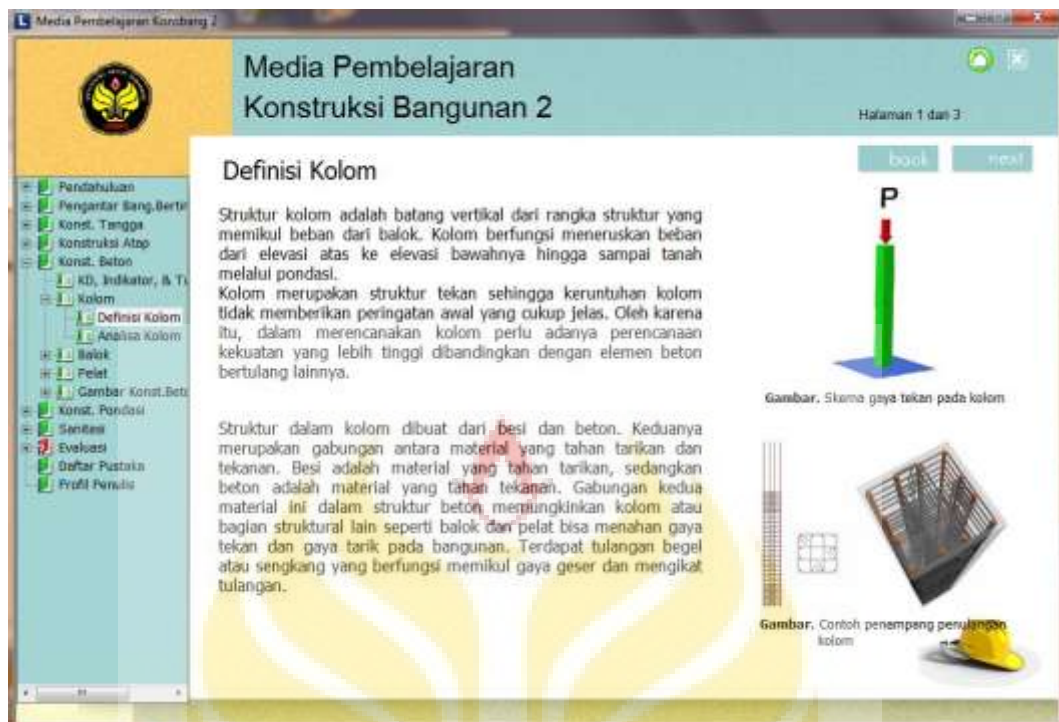 Media Pembelajaran Konsbang 2
Media Pembelajaran
Konstruksi Bangunan 2
Halaman 1 dari 3
back
next
Pendahuluan
Pengantar Bang.Bertin
Konst. Tangga
Konstruksi Atap
Konst. Beton
KD, Indikator, & Tu
Kolom
Definisi Kolom
Analisa Kolom
Balok
Pelat
Gambar Konst.Beto
Konst. Pondasi
Sanitasi
Evaluasi
Daftar Pustaka
Profil Penulis
Definisi Kolom
Struktur kolom adalah batang vertikal dari rangka struktur yang
memikul beban dari balok. Kolom berfungsi meneruskan beban
dari elevasi atas ke elevasi bawahnya hingga sampai tanah
melalui pondasi.
Kolom merupakan struktur tekan sehingga keruntuhan kolom
tidak memberikan peringatan awal yang cukup jelas. Oleh karena
itu, dalam merencanakan kolom perlu adanya perencanaan
kekuatan yang lebih tinggi dibandingkan dengan elemen beton
bertulang lainnya.
Struktur dalam kolom dibuat dari besi dan beton. Keduanya
merupakan gabungan antara material yang tahan tarikan dan
tekanan. Besi adalah material yang tahan tarikan, sedangkan
beton adalah material yang tahan tekanan. Gabungan kedua
material ini dalam struktur beton memungkinkan kolom atau
bagian struktural lain seperti balok dan pelat bisa menahan gaya
tekan dan gaya tarik pada bangunan. Terdapat tulangan begel
atau sengkang yang berfungsi memikul gaya geser dan mengikat
tulangan.
P
Gambar. Skema gaya tekan pada kolom
Gambar. Contoh penampang penulangan
kolom